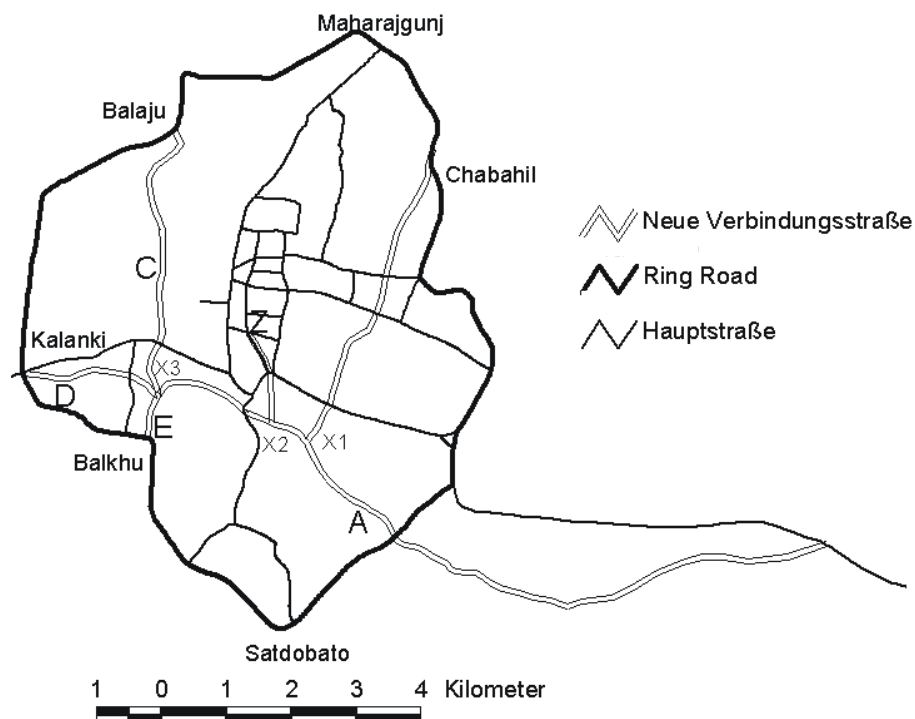 Maharajgunj
Balaju
Chabahil
Neue Verbindungsstraße
C
Ring Road
Z
Hauptstraße
Kalanki
X3
D
E
X2
X1
Balkhu
A
Satdobato
1 0 1 2 3 4 Kilometer